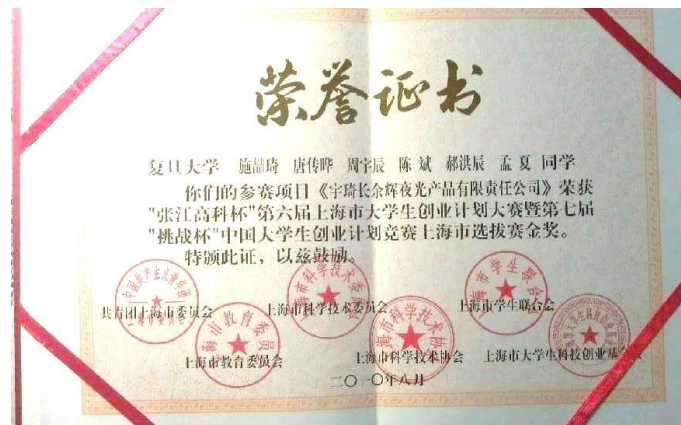 荣誉证书
复旦大学 施喆琦 唐传晔 周宇辰 陈斌 郝洪辰 孟夏 同学
你们的参赛项目《宇琦长余辉夜光产品有限责任公司》荣获
"张江高科杯"第六届上海市大学生创业计划大赛暨第七届
"挑战杯"中国大学生创业计划竞赛上海市选拔赛金奖。
特颁此证，以兹鼓励。
共青团上海市委员会 上海市科学技术委员会 上海市学生联合会
上海市教育委员会 上海市科学技术协会 上海市大学生科技创业基金会
二〇一〇年八月